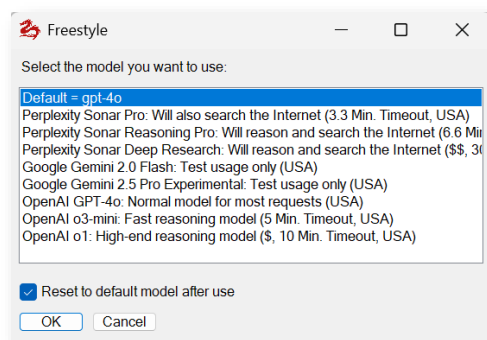 Freestyle
Select the model you want to use:
Default = gpt-4o
Perplexity Sonar Pro: Will also search the Internet (3.3 Min. Timeout, USA)
Perplexity Sonar Reasoning Pro: Will reason and search the Internet (6.6 Mi
Perplexity Sonar Deep Research: Will reason and search the Internet ($$, 30
Google Gemini 2.0 Flash: Test usage only (USA)
Google Gemini 2.5 Pro Experimental: Test usage only (USA)
OpenAI GPT-4o: Normal model for most requests (USA)
OpenAI o3-mini: Fast reasoning model (5 Min. Timeout, USA)
OpenAI o1: High-end reasoning model ($, 10 Min. Timeout, USA)
Reset to default model after use
OK Cancel